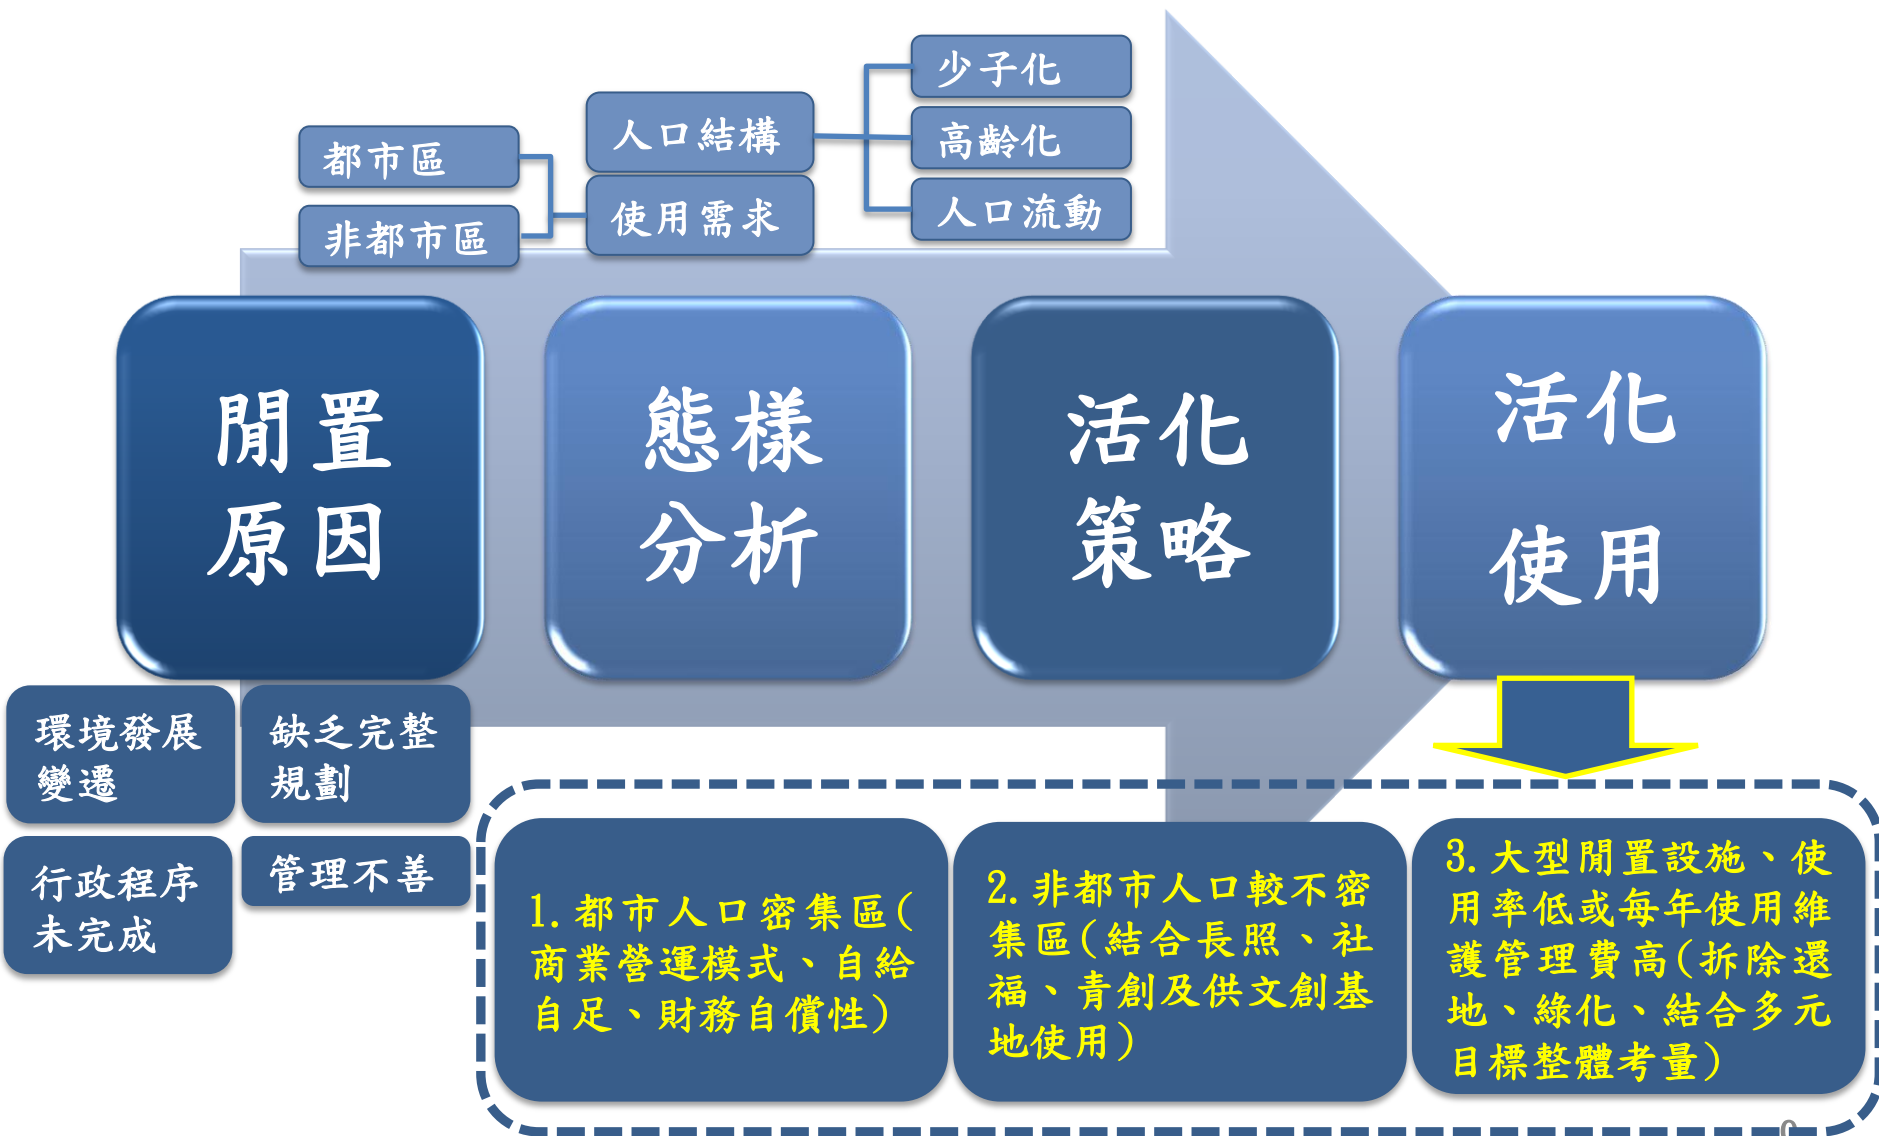 少子化
高齡化
人口流動
人口結構
使用需求
都市區
非都市區
閒置
原因
態樣
分析
活化
策略
活化
使用
環境發展
變遷
缺乏完整
規劃
行政程序
未完成
管理不善
1.都市人口密集區(
商業營運模式、自給
自足、財務自償性)
2.非都市人口較不密
集區(結合長照、社
福、青創及供文創基
地使用)
3.大型閒置設施、使
用率低或每年使用維
護管理費高(拆除還
地、綠化、結合多元
目標整體考量)